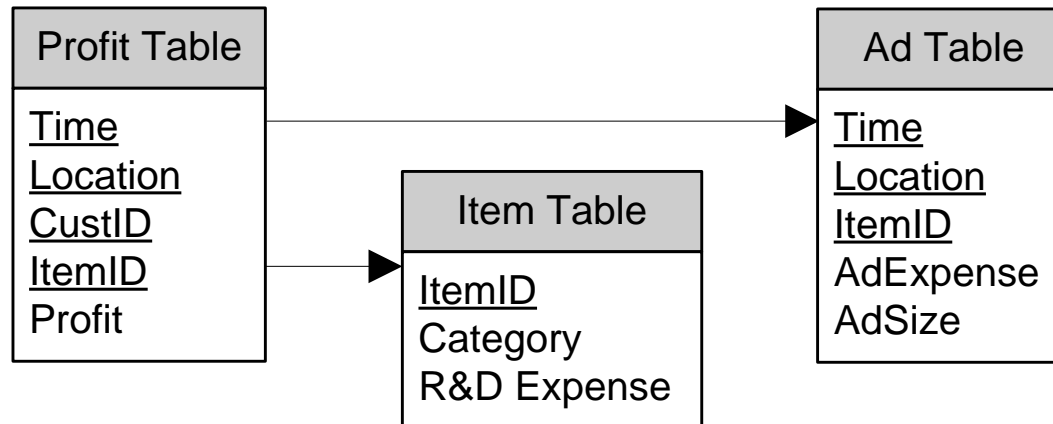 Profit Table
Time
Location
CustID
ItemID
Profit
Item Table
ItemID
Category
R&D Expense
Ad Table
Time
Location
ItemID
AdExpense
AdSize